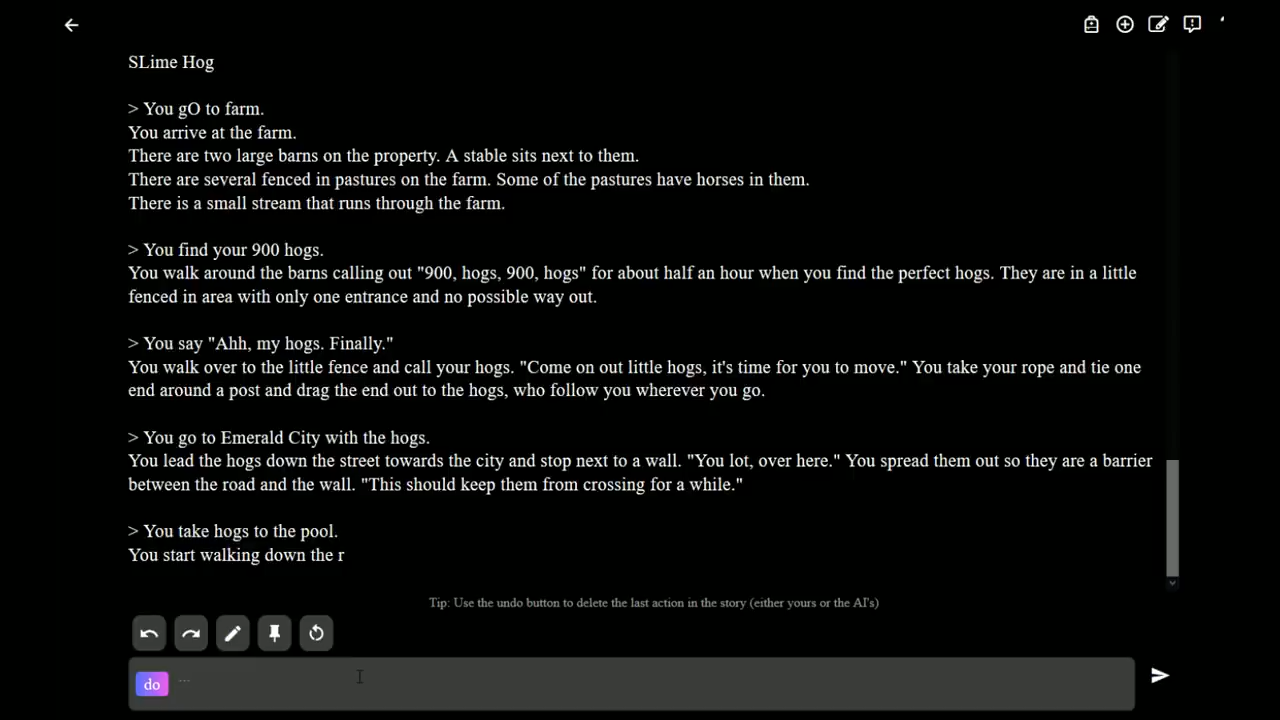 SLime Hog
> You gO to farm.
You arrive at the farm.
There are two large barns on the property. A stable sits next to them.
There are several fenced in pastures on the farm. Some of the pastures have horses in them.
There is a small stream that runs through the farm.
> You find your 900 hogs.
You walk around the barns calling out "900, hogs, 900, hogs" for about half an hour when you find the perfect hogs. They are in a little
fenced in area with only one entrance and no possible way out.
> You say "Ahh, my hogs. Finally."
You walk over to the little fence and call your hogs. "Come on out little hogs, it's time for you to move." You take your rope and tie one
end around a post and drag the end out to the hogs, who follow you wherever you go.
> You go to Emerald City with the hogs.
You lead the hogs down the street towards the city and stop next to a wall. "You lot, over here." You spread them out so they are a barrier
between the road and the wall. "This should keep them from crossing for a while."
> You take hogs to the pool.
You start walking down the r
Tip: Use the undo button to delete the last action in the story (either yours or the AI's)
do ...